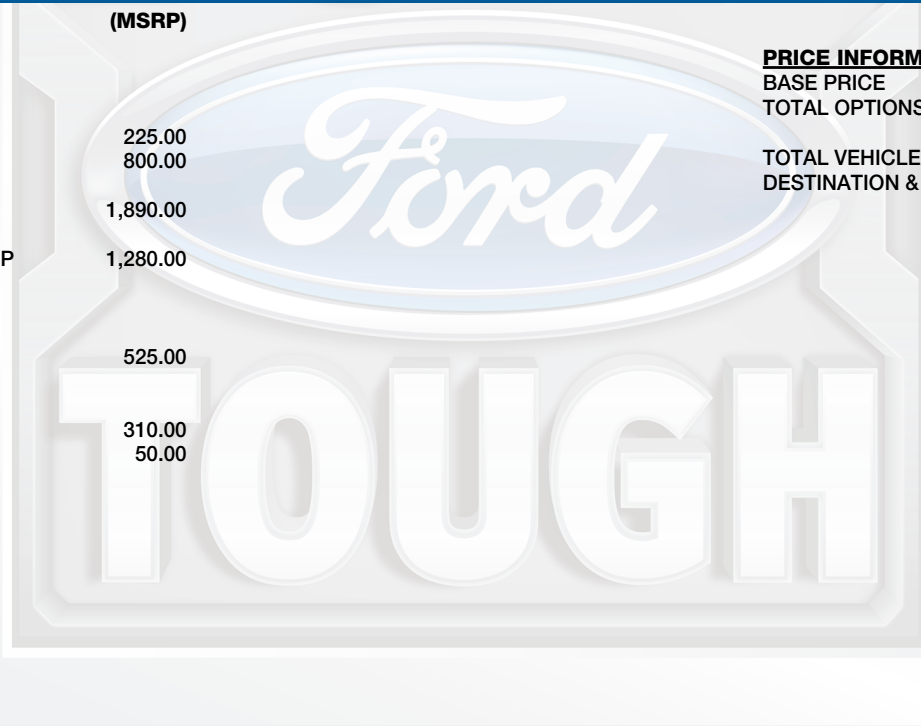 (MSRP)
225.00
800.00
1,890.00
P 1,280.00
525.00
310.00
50.00
PRICE INFORM
BASE PRICE
TOTAL OPTIONS
TOTAL VEHICLE
DESTINATION &
Ford
TOUGH